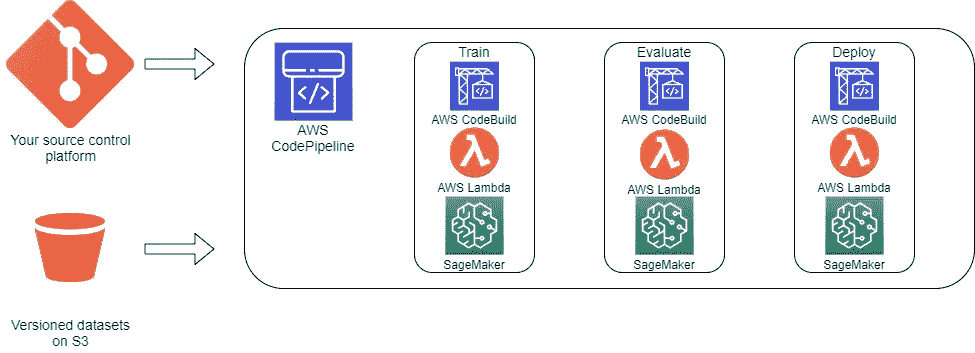 Your source control
platform
Versioned datasets
on S3
AWS
CodePipeline
Train
AWS CodeBuild
AWS Lambda
SageMaker
Evaluate
AWS CodeBuild
AWS Lambda
SageMaker
Deploy
AWS CodeBuild
AWS Lambda
SageMaker